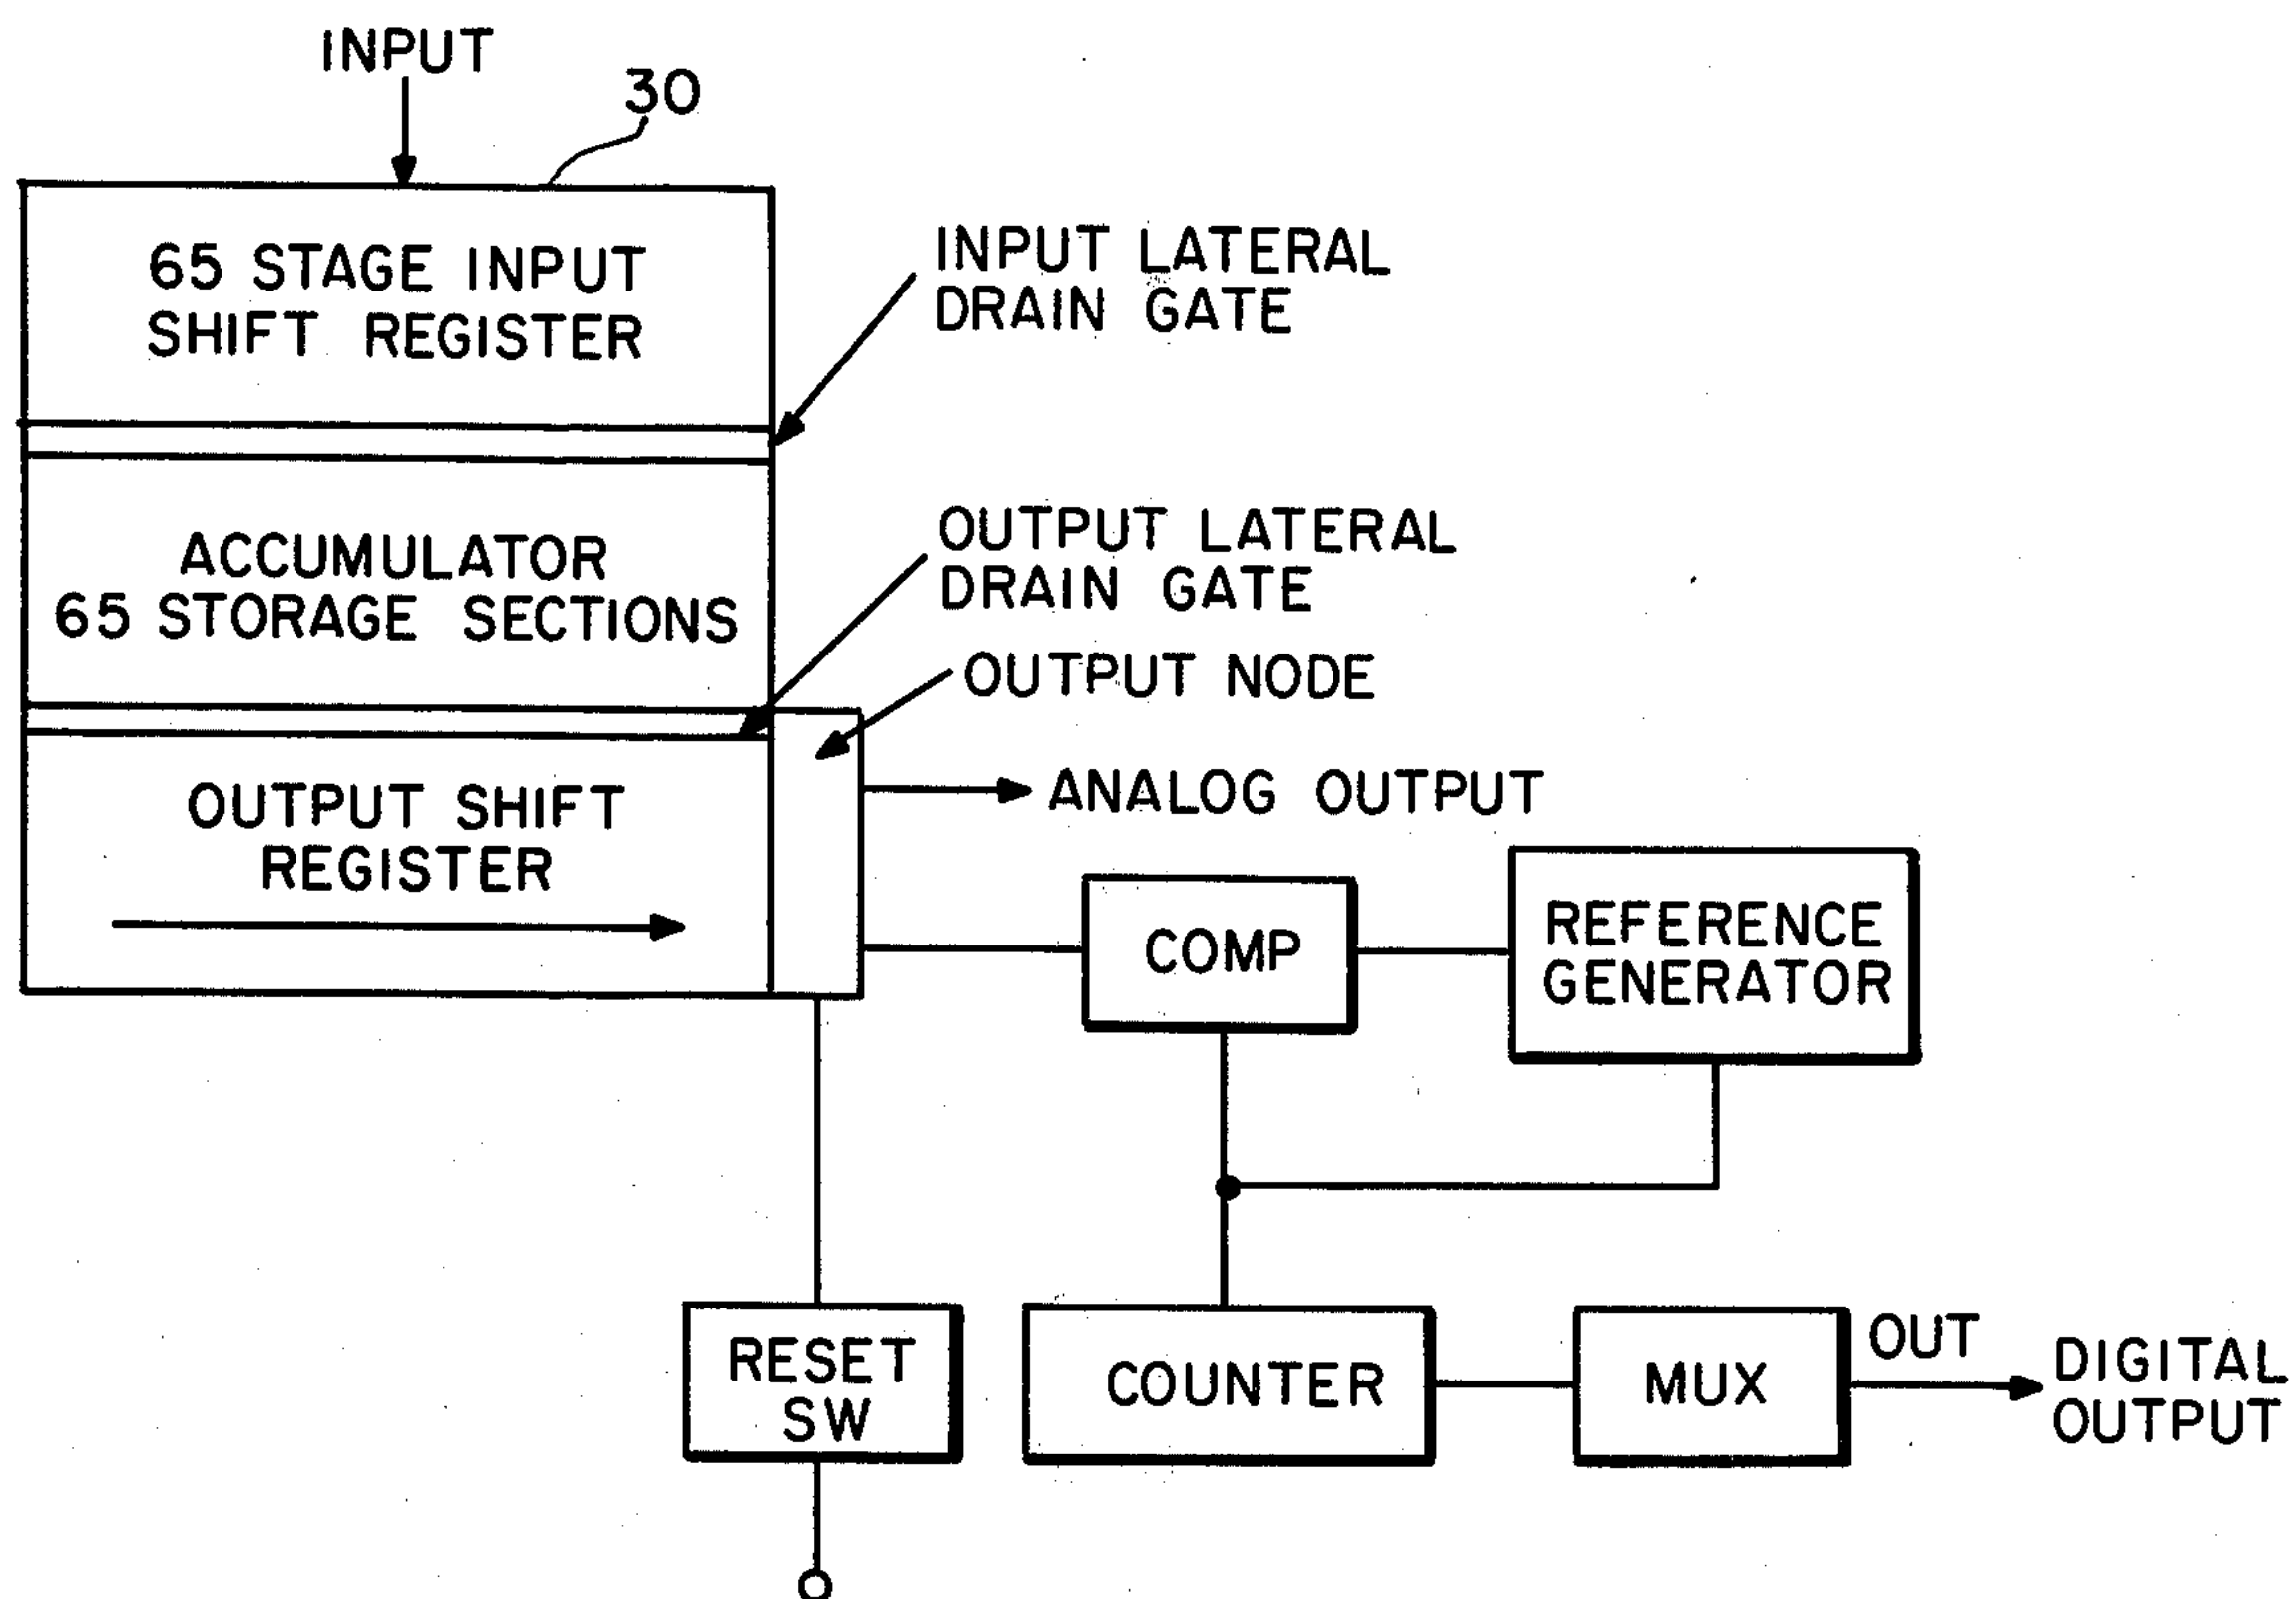 INPUT
30
65 STAGE INPUT
SHIFT REGISTER
INPUT LATERAL
DRAIN GATE
ACCUMULATOR
65 STORAGE SECTIONS
OUTPUT LATERAL
DRAIN GATE
OUTPUT NODE
OUTPUT SHIFT
REGISTER
ANALOG OUTPUT
COMP
REFERENCE
GENERATOR
RESET
SW
COUNTER
MUX
OUT
DIGITAL
OUTPUT